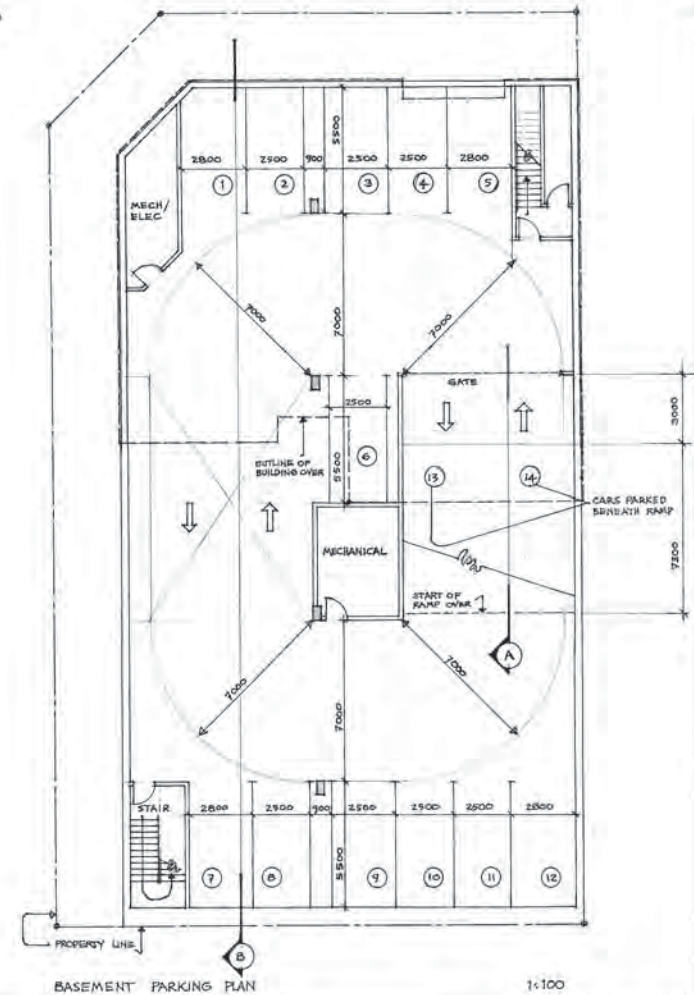 5500
2800
2500
900
2500
2500
2800
1
2
3
4
5
MECH/
ELEC
7000
7000
7000
GATE
3000
2500
6
5500
OUTLINE OF
BUILDING OVER
13
14
CARS PARKED
BENEATH RAMP
MECHANICAL
START OF
RAMP OVER
A
7000
7000
7000
STAIR
2800
900
2500
2500
2800
5500
7
8
9
10
11
12
PROPERTY LINE
B
BASEMENT PARKING PLAN
1:100